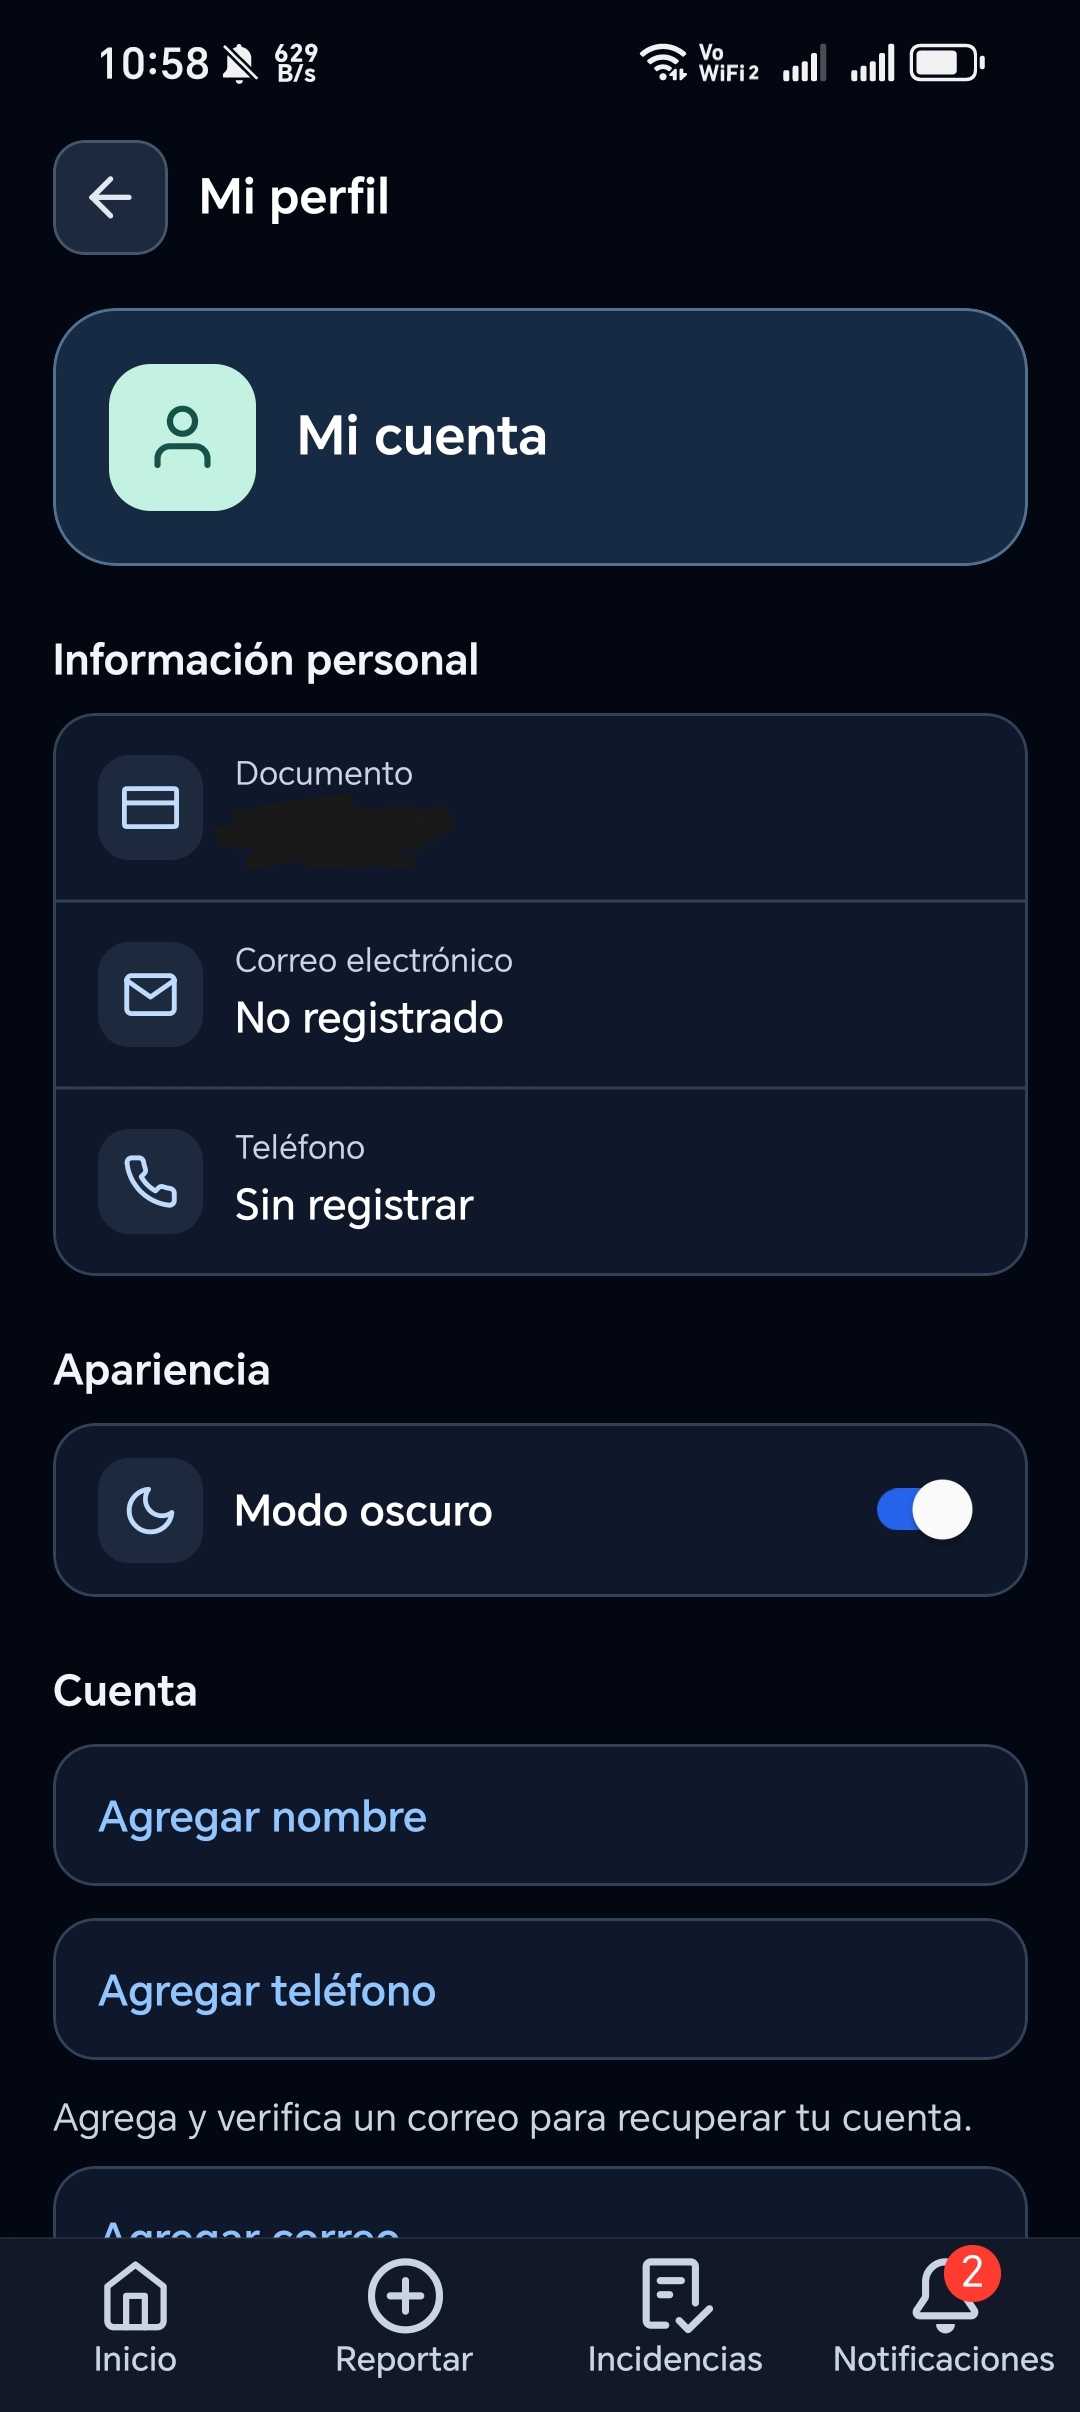 10:58 629 B/s Vo WiFi 2
Mi perfil
Mi cuenta
Información personal
Documento
Correo electrónico
No registrado
Teléfono
Sin registrar
Apariencia
Modo oscuro
Cuenta
Agregar nombre
Agregar teléfono
Agrega y verifica un correo para recuperar tu cuenta.
Agregar correo
2
Inicio Reportar Incidencias Notificaciones